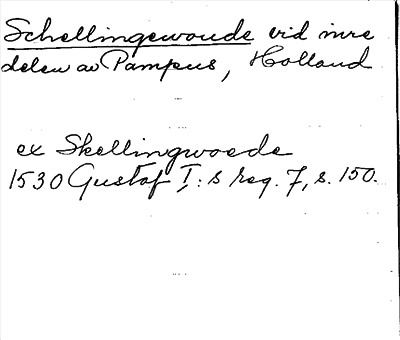 Schellingewoude vid inre
delen av Pampus, Holland
ex Skellingwoede
1530 Gustaf I:s reg. 7, s. 150.